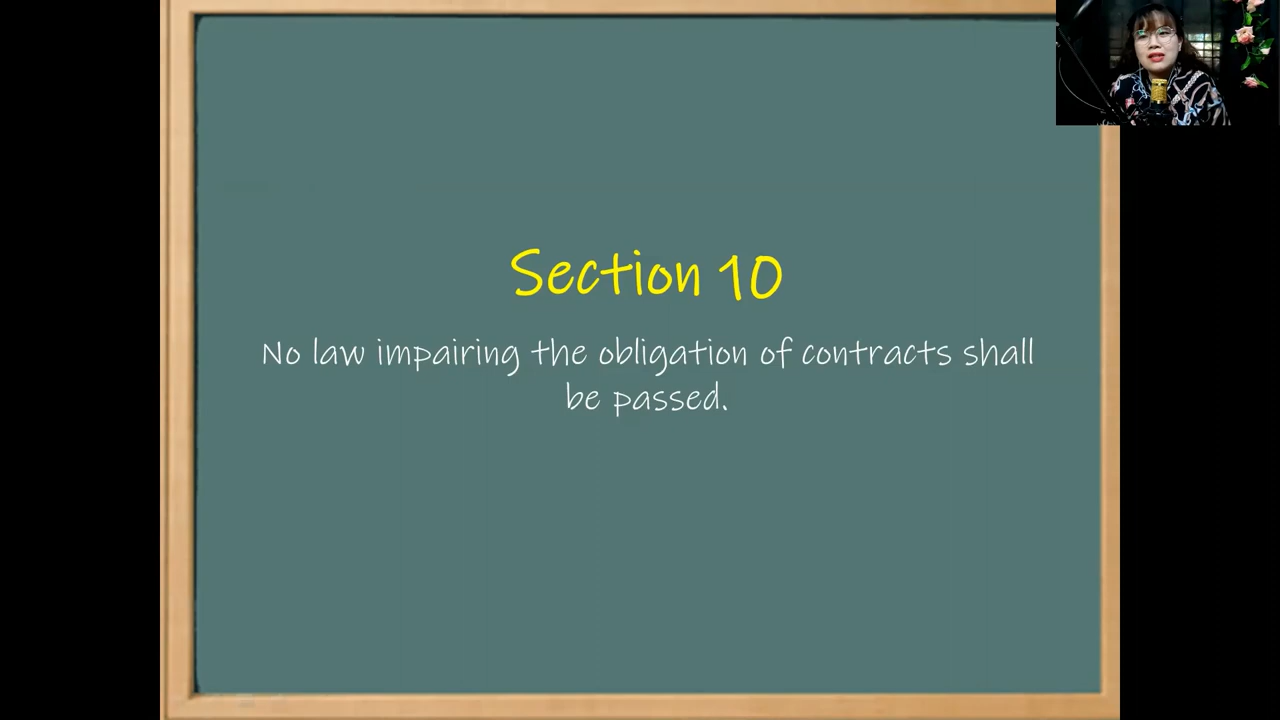 Section 10
No law impairing the obligation of contracts shall
be passed.